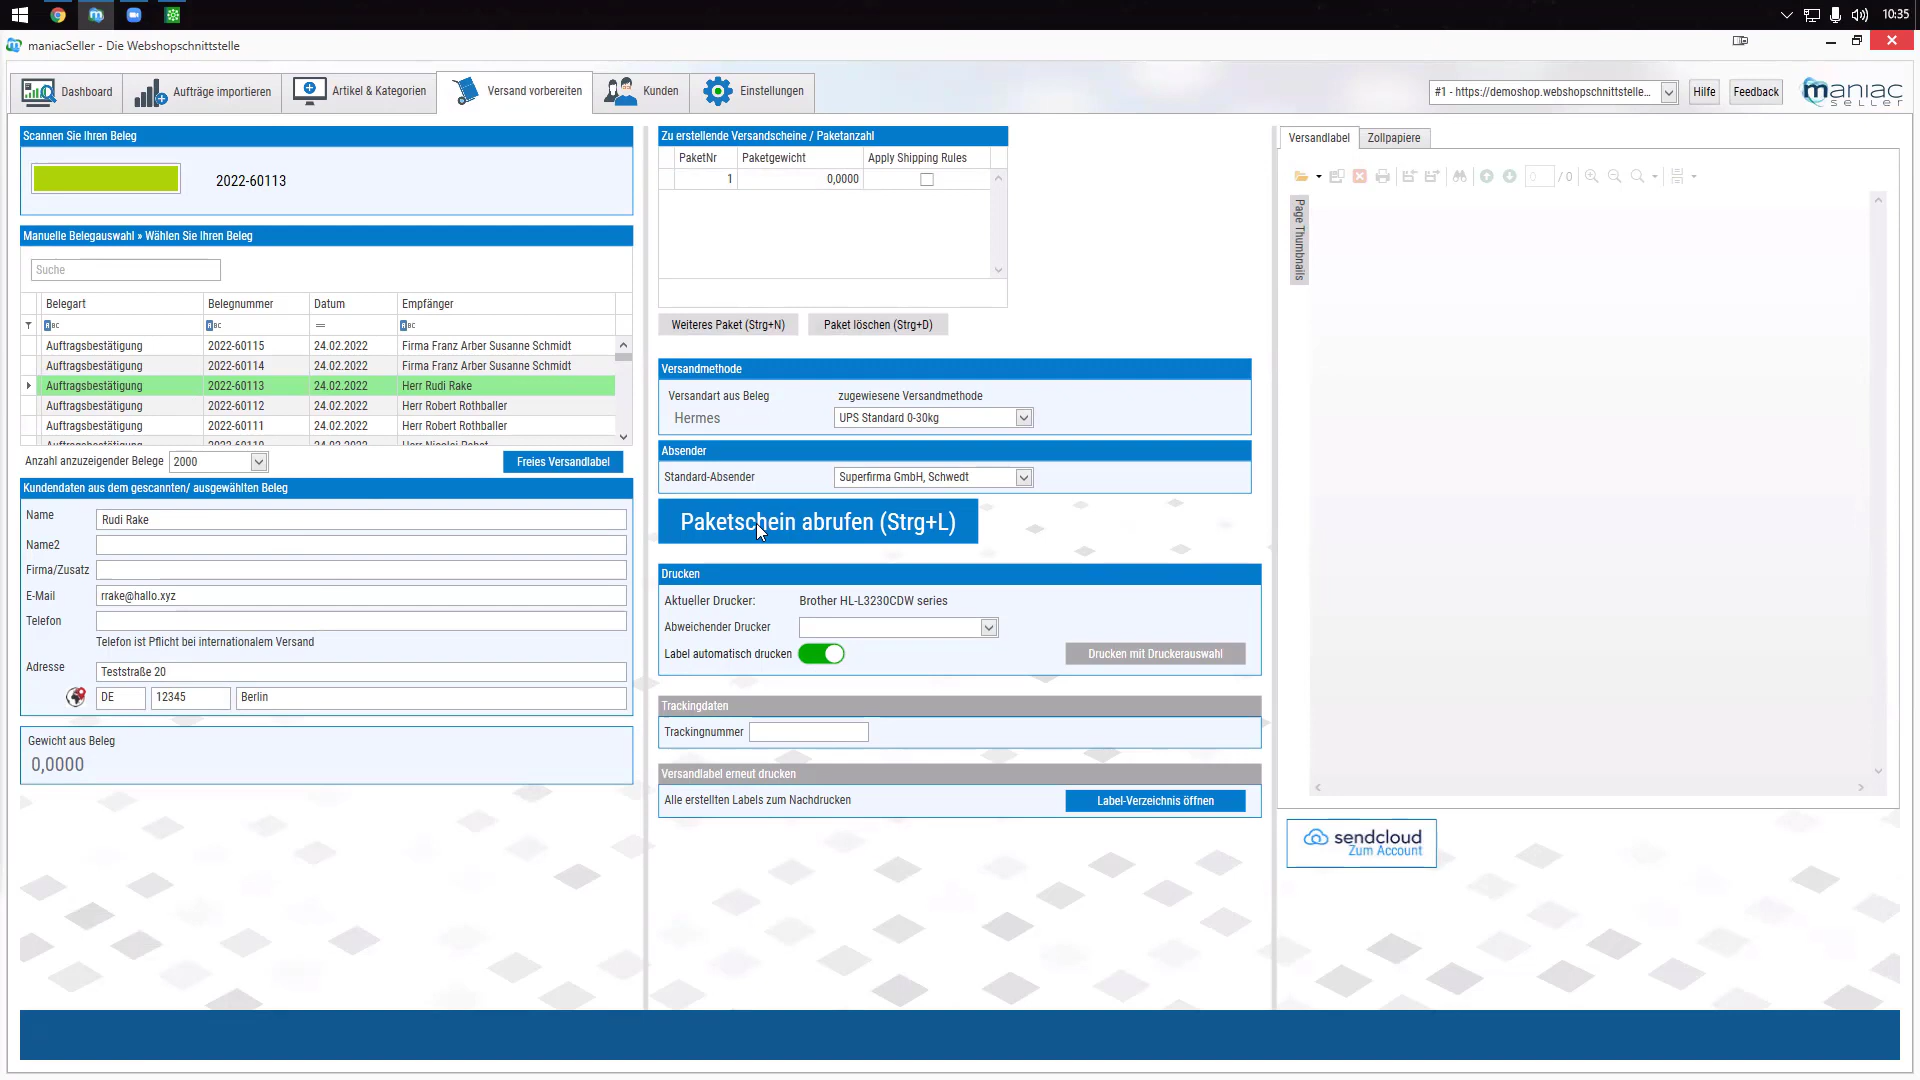 10:35
maniacSeller - Die Webshopschnittstelle
Dashboard
Aufträge importieren
Artikel & Kategorien
Versand vorbereiten
Kunden
Einstellungen
#1 - https://demoshop.webshopschnittstelle...
Hilfe
Feedback
maniac
seller
Scannen Sie Ihren Beleg
2022-60113
Manuelle Belegauswahl » Wählen Sie Ihren Beleg
Suche
Belegart Belegnummer Datum Empfänger
Auftragsbestätigung 2022-60115 24.02.2022 Firma Franz Arber Susanne Schmidt
Auftragsbestätigung 2022-60114 24.02.2022 Firma Franz Arber Susanne Schmidt
Auftragsbestätigung 2022-60113 24.02.2022 Herr Rudi Rake
Auftragsbestätigung 2022-60112 24.02.2022 Herr Robert Rothballer
Auftragsbestätigung 2022-60111 24.02.2022 Herr Robert Rothballer
Anzahl anzuzeigender Belege 2000
Freies Versandlabel
Kundendaten aus dem gescannten/ ausgewählten Beleg
Name Rudi Rake
Name2
Firma/Zusatz
E-Mail rrake@hallo.xyz
Telefon
Telefon ist Pflicht bei internationalem Versand
Adresse Teststraße 20
DE 12345 Berlin
Gewicht aus Beleg
0,0000
Zu erstellende Versandscheine / Paketanzahl
PaketNr Paketgewicht Apply Shipping Rules
1 0,0000
Weiteres Paket (Strg+N)
Paket löschen (Strg+D)
Versandmethode
Versandart aus Beleg zugewiesene Versandmethode
Hermes UPS Standard 0-30kg
Absender
Standard-Absender Superfirma GmbH, Schwedt
Paketschein abrufen (Strg+L)
Drucken
Aktueller Drucker: Brother HL-L3230CDW series
Abweichender Drucker
Label automatisch drucken
Drucken mit Druckerauswahl
Trackingdaten
Trackingnummer
Versandlabel erneut drucken
Alle erstellten Labels zum Nachdrucken
Label-Verzeichnis öffnen
Versandlabel
Zollpapiere
0 / 0
Page Thumbnails
sendcloud
Zum Account